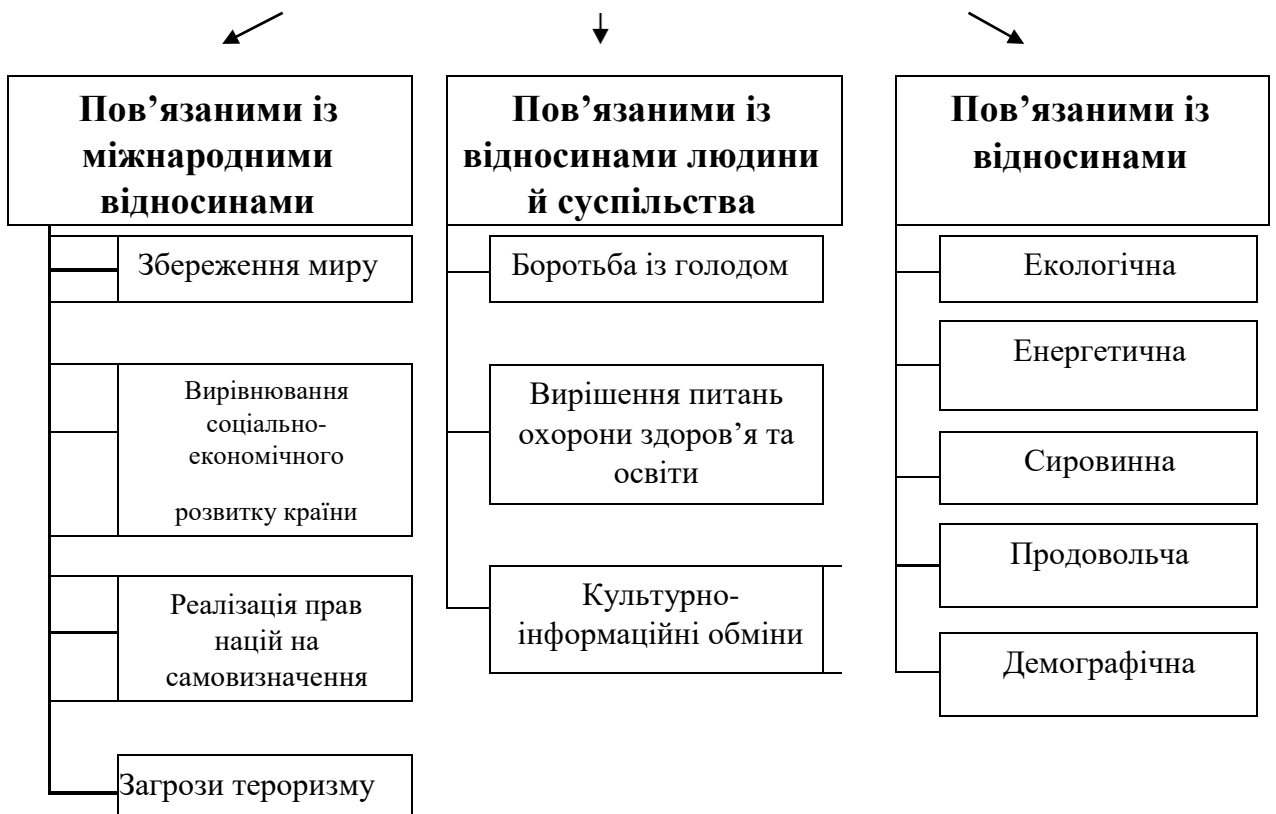 Пов’язаними із
міжнародними
відносинами
Збереження миру
Вирівнювання
соціально-
економічного
розвитку країни
Реалізація прав
націй на
самовизначення
Загрози тероризму
Пов’язаними із
відносинами людини
й суспільства
Боротьба із голодом
Вирішення питань
охорони здоров’я та
освіти
Культурно-
інформаційні обміни
Пов’язаними із
відносинами
Екологічна
Енергетична
Сировинна
Продовольча
Демографічна